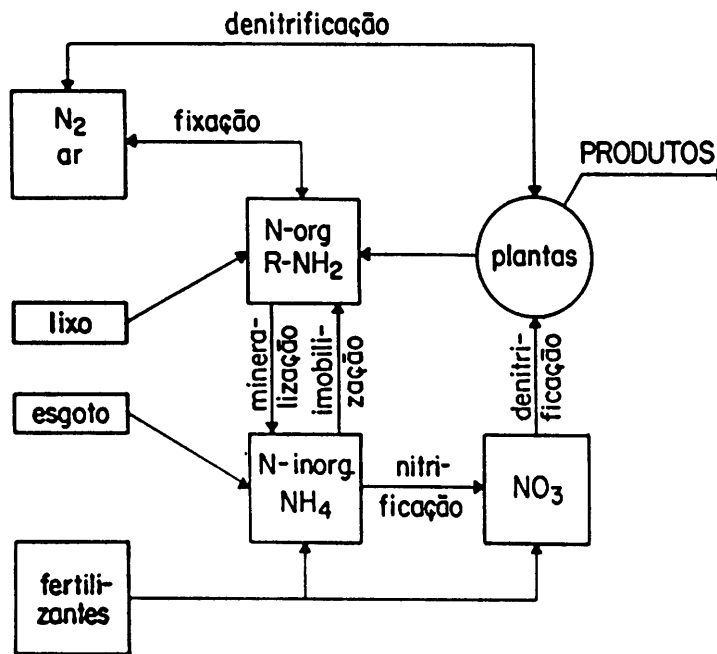 denitrificação
N2
ar
fixação
PRODUTOS
N-org
R-NH2
plantas
lixo
minera-
lização
imobili-
zação
denitri-
ficação
esgoto
N-inorg.
NH4
nitri-
ficação
NO3
fertili-
zantes